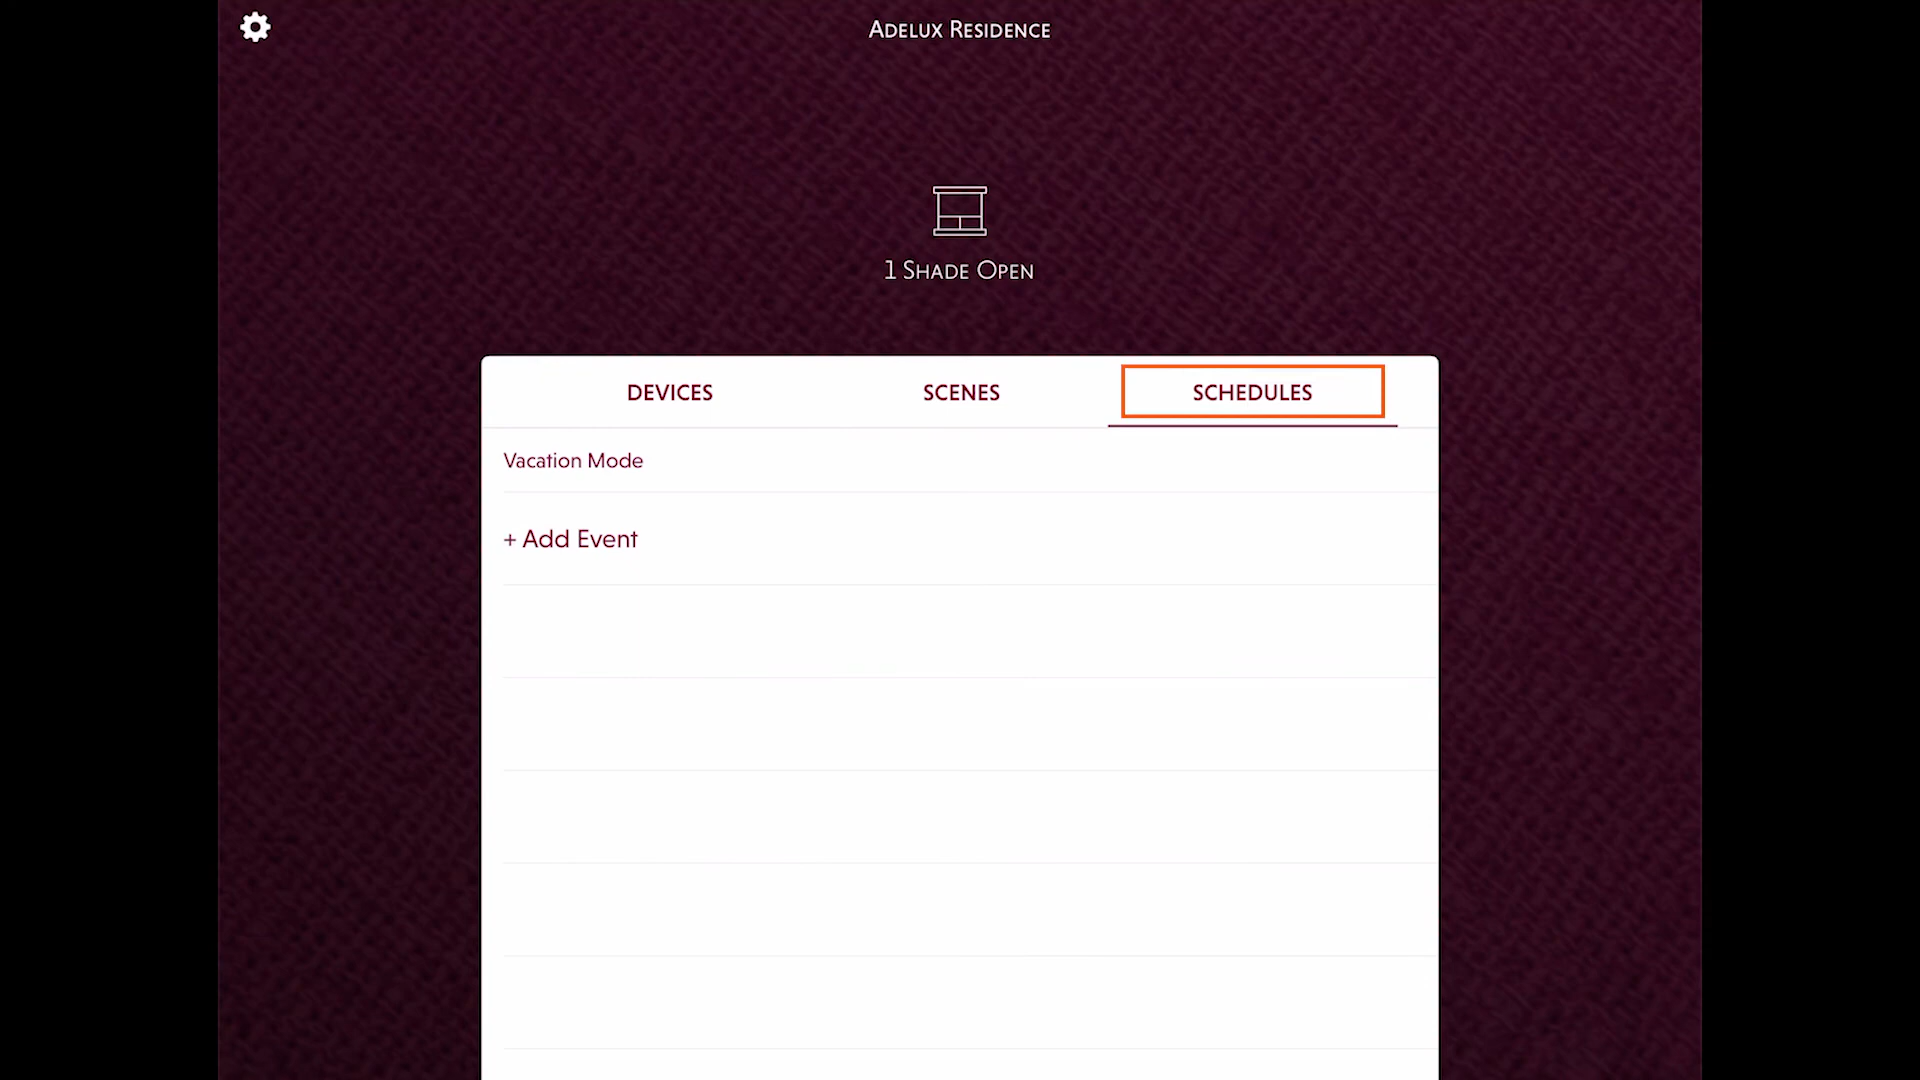 Adelux Residence
1 Shade Open
DEVICES
SCENES
SCHEDULES
Vacation Mode
+ Add Event